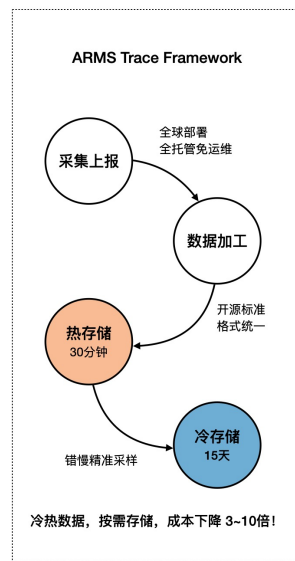 ARMS Trace Framework
采集上报
全球部署
全托管免运维
数据加工
开源标准
格式统一
热存储
30分钟
错慢精准采样
冷存储
15天
冷热数据，按需存储，成本下降 3~10倍！